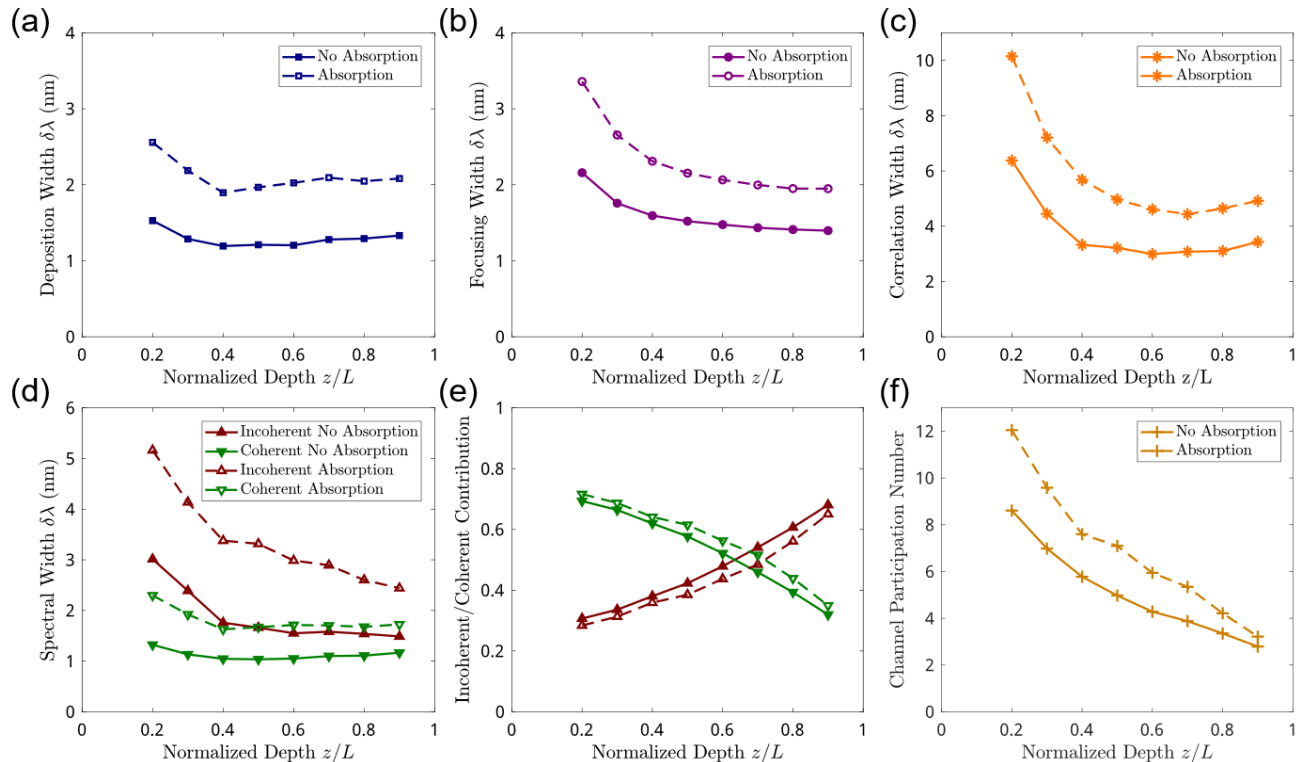 (a)
4
3
2
1
0
Deposition Width δλ (nm)
No Absorption
Absorption
0 0.2 0.4 0.6 0.8 1
Normalized Depth z/L
(b)
4
3
2
1
0
Focusing Width δλ (nm)
No Absorption
Absorption
0 0.2 0.4 0.6 0.8 1
Normalized Depth z/L
(c)
10
8
6
4
2
0
Correlation Width δλ (nm)
No Absorption
Absorption
0 0.2 0.4 0.6 0.8 1
Normalized Depth z/L
(d)
6
5
4
3
2
1
0
Spectral Width δλ (nm)
Incoherent No Absorption
Coherent No Absorption
Incoherent Absorption
Coherent Absorption
0 0.2 0.4 0.6 0.8 1
Normalized Depth z/L
(e)
1
0.8
0.6
0.4
0.2
0
Incoherent/Coherent Contribution
0 0.2 0.4 0.6 0.8 1
Normalized Depth z/L
(f)
12
10
8
6
4
2
0
Channel Participation Number
No Absorption
Absorption
0 0.2 0.4 0.6 0.8 1
Normalized Depth z/L